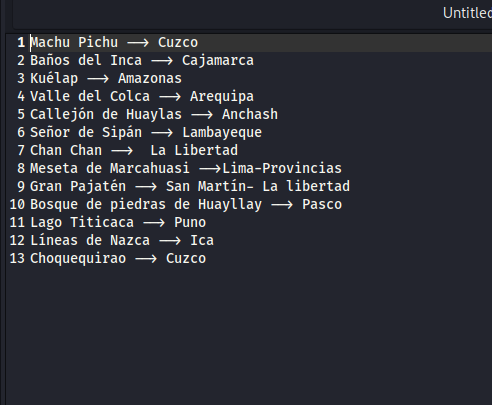 Untitled
1 Machu Pichu --> Cuzco
2 Baños del Inca --> Cajamarca
3 Kuélap --> Amazonas
4 Valle del Colca --> Arequipa
5 Callejón de Huaylas --> Anchash
6 Señor de Sipán --> Lambayeque
7 Chan Chan -->  La Libertad
8 Meseta de Marcahuasi -->Lima-Provincias
9 Gran Pajatén --> San Martín- La libertad
10 Bosque de piedras de Huayllay --> Pasco
11 Lago Titicaca --> Puno
12 Líneas de Nazca --> Ica
13 Choquequirao --> Cuzco